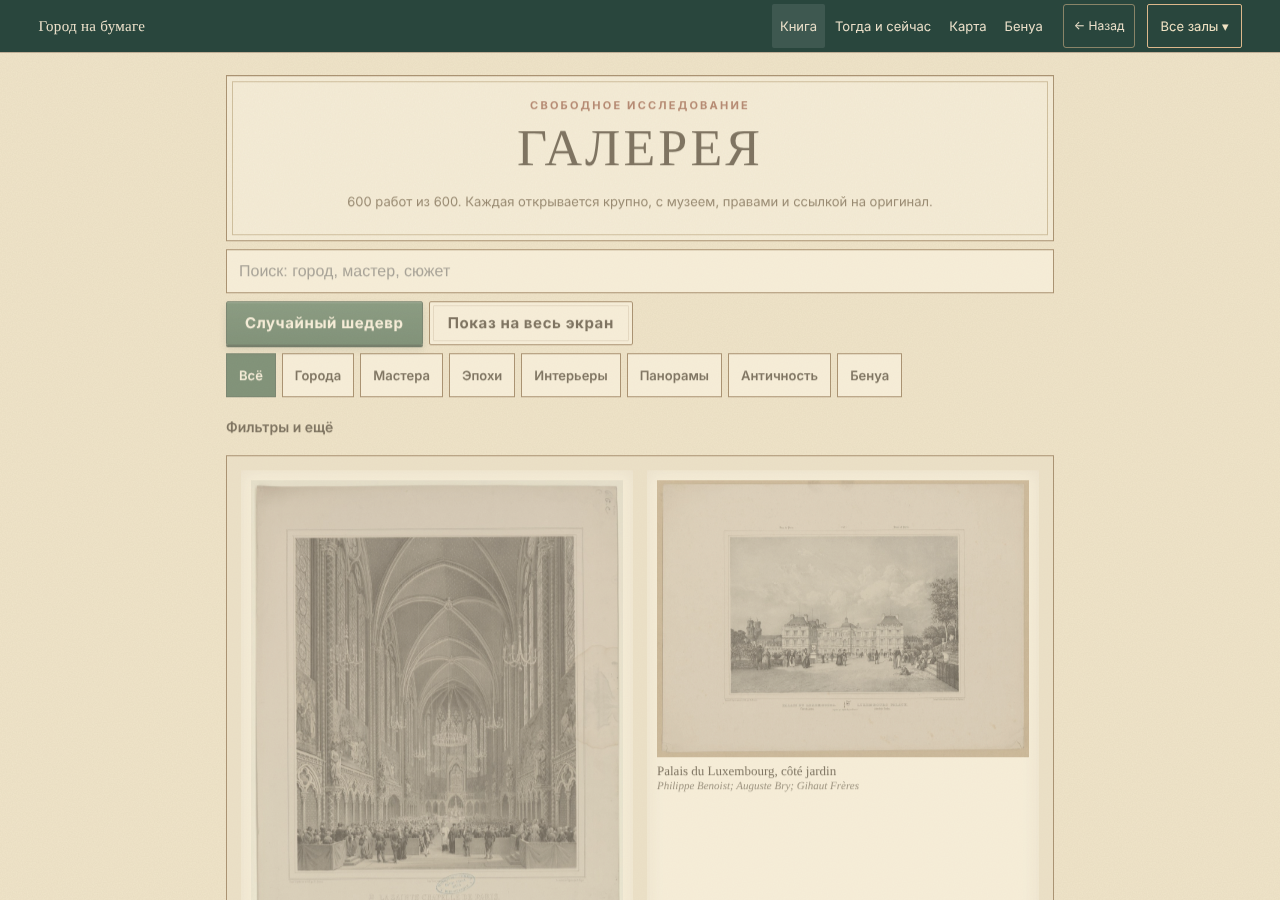 Город на бумаге
Книга
Тогда и сейчас
Карта
Бенуа
← Назад
Все залы ▾
СВОБОДНОЕ ИССЛЕДОВАНИЕ
ГАЛЕРЕЯ
600 работ из 600. Каждая открывается крупно, с музеем, правами и ссылкой на оригинал.
Поиск: город, мастер, сюжет
Случайный шедевр
Показ на весь экран
Всё
Города
Мастера
Эпохи
Интерьеры
Панорамы
Античность
Бенуа
Фильтры и ещё
Palais du Luxembourg, côté jardin
Philippe Benoist; Auguste Bry; Gihaut Frères